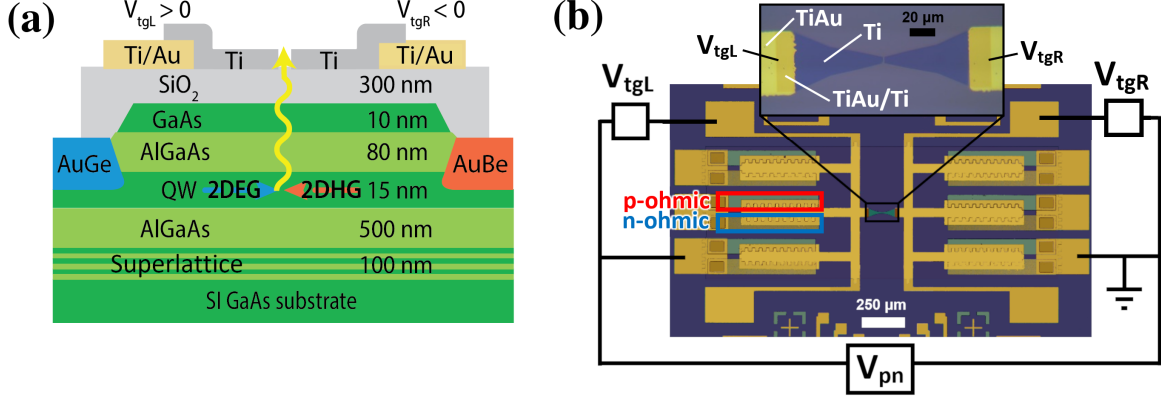 (a)
V_tgL > 0
V_tgR < 0
Ti/Au
Ti
Ti
Ti/Au
SiO₂ 300 nm
GaAs 10 nm
AlGaAs 80 nm
AuGe
AuBe
QW 2DEG 2DHG 15 nm
AlGaAs 500 nm
Superlattice 100 nm
SI GaAs substrate
(b)
TiAu
Ti
20 µm
V_tgL
V_tgR
TiAu/Ti
V_tgL
V_tgR
p-ohmic
n-ohmic
250 µm
V_pn